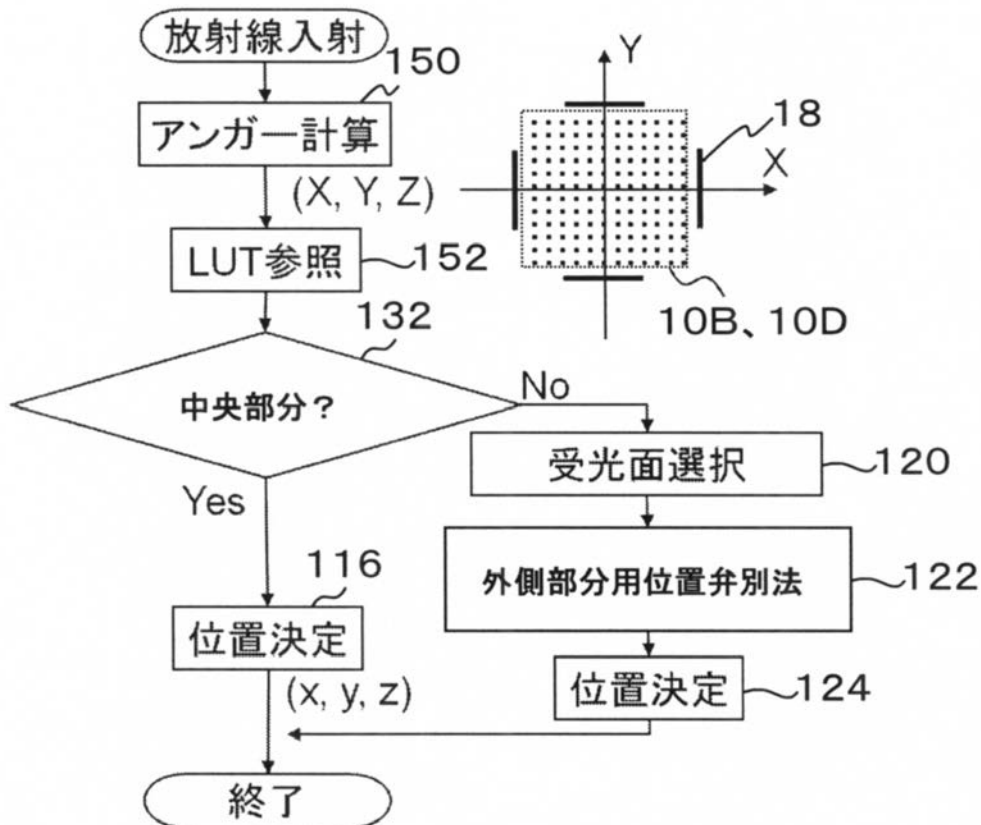 放射線入射
150
アンガー計算
(X, Y, Z)
LUT参照
152
132
中央部分？
No
Yes
受光面選択
120
外側部分用位置弁別法
122
116
位置決定
(x, y, z)
位置決定
124
終了
Y
18
X
10B、10D